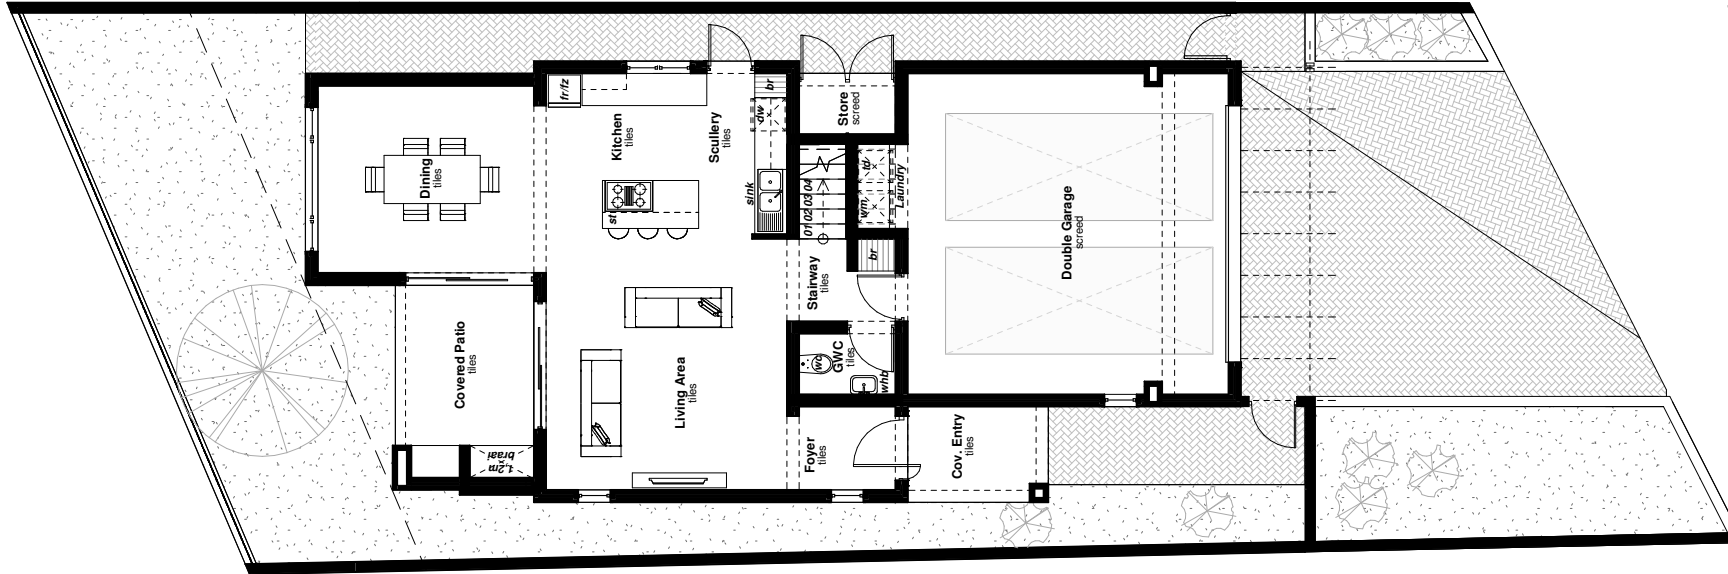 fr/fz
br
dw
Kitchen
tiles
Scullery
tiles
Store
screed
Dining
tiles
sink
st
01 02 03 04
wm
td
Laundry
Double Garage
screed
Stairway
tiles
br
Covered Patio
tiles
Living Area
tiles
wc
GWC
tiles
whb
1,2m
braai
Foyer
tiles
Cov. Entry
tiles